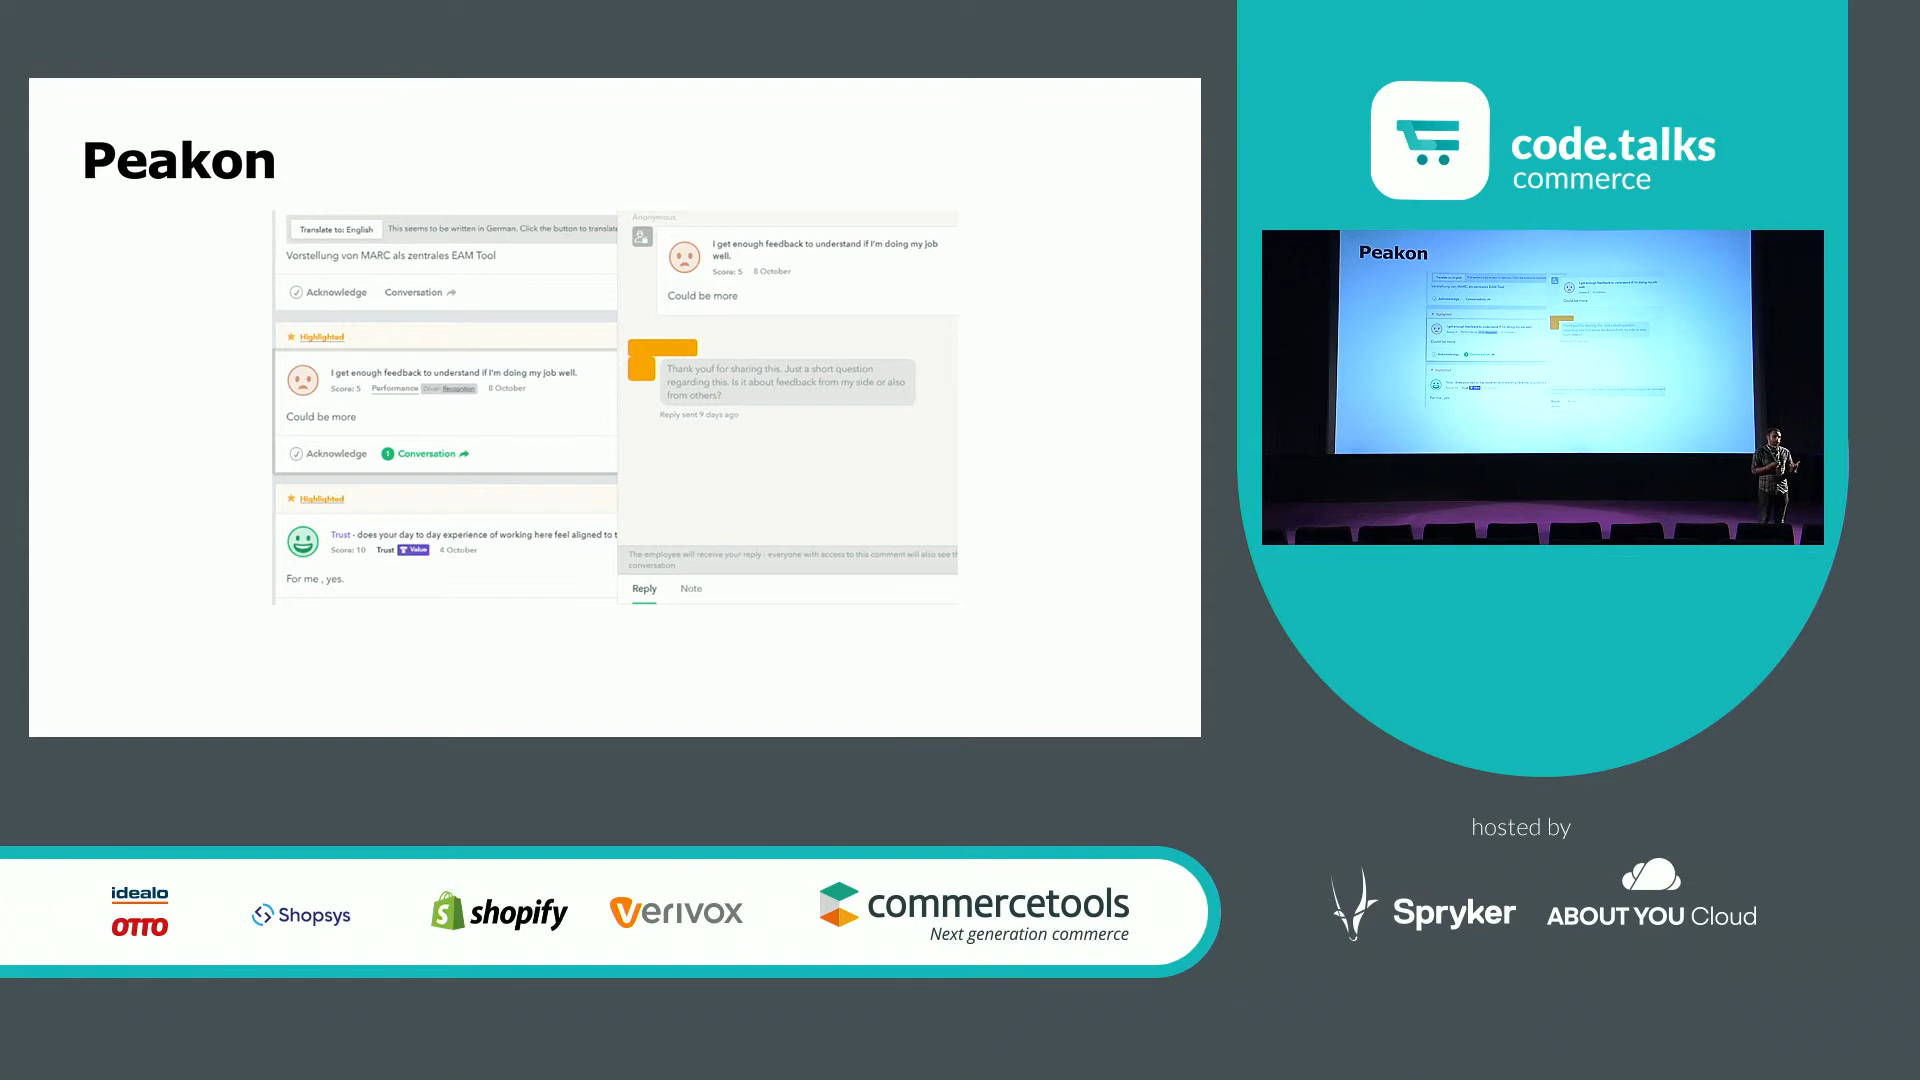 Peakon
Translate to: English
This seems to be written in German. Click the button to translate
Vorstellung von MARC als zentrales EAM Tool
Acknowledge Conversation
Highlighted
I get enough feedback to understand if I'm doing my job well.
Score: 5 Performance Driver Recognition 8 October
Could be more
Acknowledge 1 Conversation
Highlighted
Trust - does your day to day experience of working here feel aligned to t
Score: 10 Trust Value 4 October
For me , yes.
Anonymous
I get enough feedback to understand if I'm doing my job
well.
Score: 5 8 October
Could be more
Thank youf for sharing this. Just a short question
regarding this. Is it about feedback from my side or also
from others?
Reply sent 9 days ago
The employee will receive your reply - everyone with access to this comment will also see th
conversation
Reply Note
code.talks
commerce
Peakon
hosted by
Spryker
ABOUT YOU Cloud
idealo
OTTO
Shopsys
shopify
VERIVOX
commercetools
Next generation commerce